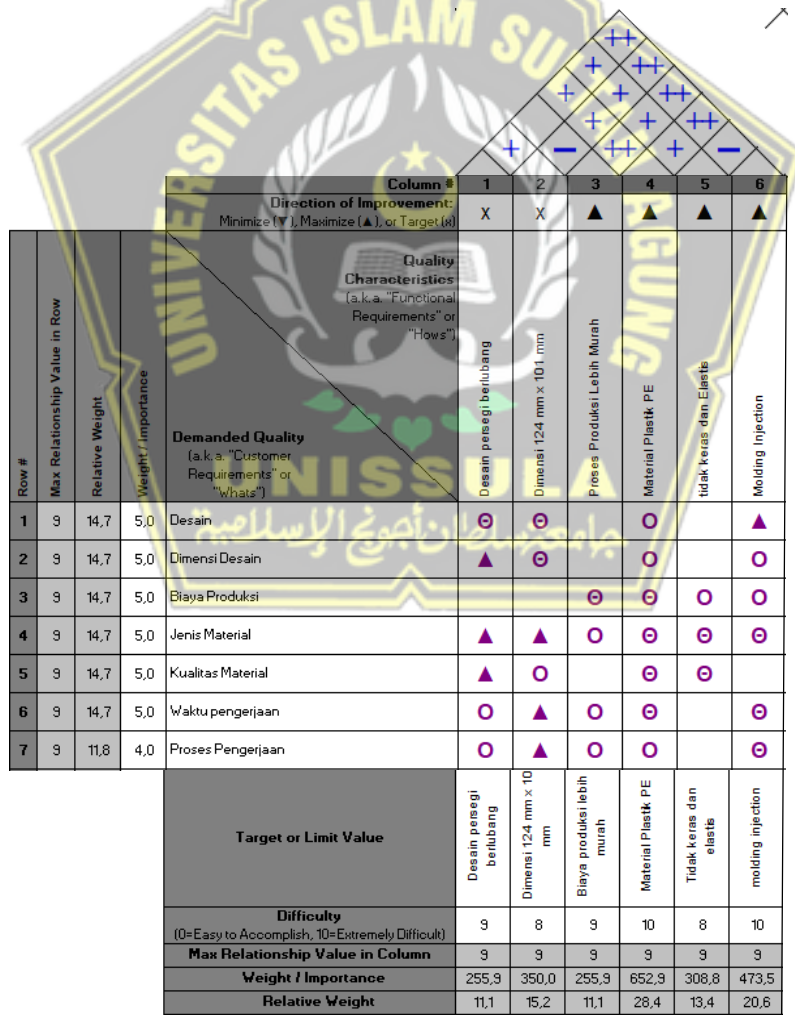 UNIVERSITAS ISLAM SULTAN AGUNG
UNISSULA
جامعة سلطان أجونج الإسلامية
++
+ ++
+ + ++
+ + ++
+ − ++ + −
Column # 1 2 3 4 5 6
Direction of Improvement:
Minimize (▼), Maximize (▲), or Target (x) X X ▲ ▲ ▲ ▲
Row #
Max Relationship Value in Row
Relative Weight
Weight / Importance
Quality
Characteristics
(a.k.a. "Functional
Requirements" or
"Hows")
Demanded Quality
(a.k.a. "Customer
Requirements" or
"Whats")
Desain persegi berlubang
Dimensi 124 mm x 101 mm
Proses Produksi Lebih Murah
Material Plastik PE
tidak keras dan Elastis
Molding Injection
1 9 14,7 5,0 Desain Θ Θ Ο ▲
2 9 14,7 5,0 Dimensi Desain ▲ Θ Ο Ο
3 9 14,7 5,0 Biaya Produksi Θ Θ Ο Ο
4 9 14,7 5,0 Jenis Material ▲ ▲ Ο Θ Θ Θ
5 9 14,7 5,0 Kualitas Material ▲ Ο Θ Θ
6 9 14,7 5,0 Waktu pengerjaan Ο ▲ Ο Θ Θ
7 9 11,8 4,0 Proses Pengerjaan Ο ▲ Ο Ο Θ
Target or Limit Value
Desain persegi
berlubang
Dimensi 124 mm x 10
mm
Biaya produksi lebih
murah
Material Plastik PE
Tidak keras dan
elastis
molding injection
Difficulty
(0=Easy to Accomplish, 10=Extremely Difficult) 9 8 9 10 8 10
Max Relationship Value in Column 9 9 9 9 9 9
Weight / Importance 255,9 350,0 255,9 652,9 308,8 473,5
Relative Weight 11,1 15,2 11,1 28,4 13,4 20,6